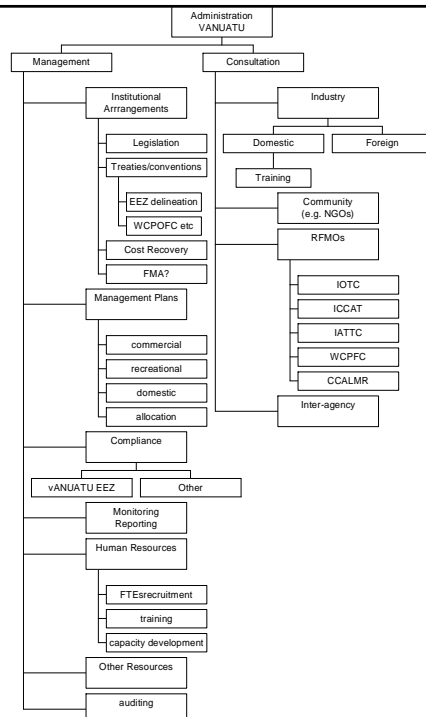 Administration
VANUATU
Management
Consultation
Institutional
Arrrangements
Legislation
Treaties/conventions
EEZ delineation
WCPOFC etc
Cost Recovery
FMA?
Management Plans
commercial
recreational
domestic
allocation
Compliance
vANUATU EEZ
Other
Monitoring
Reporting
Human Resources
FTEsrecruitment
training
capacity development
Other Resources
auditing
Industry
Domestic
Foreign
Training
Community
(e.g. NGOs)
RFMOs
IOTC
ICCAT
IATTC
WCPFC
CCALMR
Inter-agency